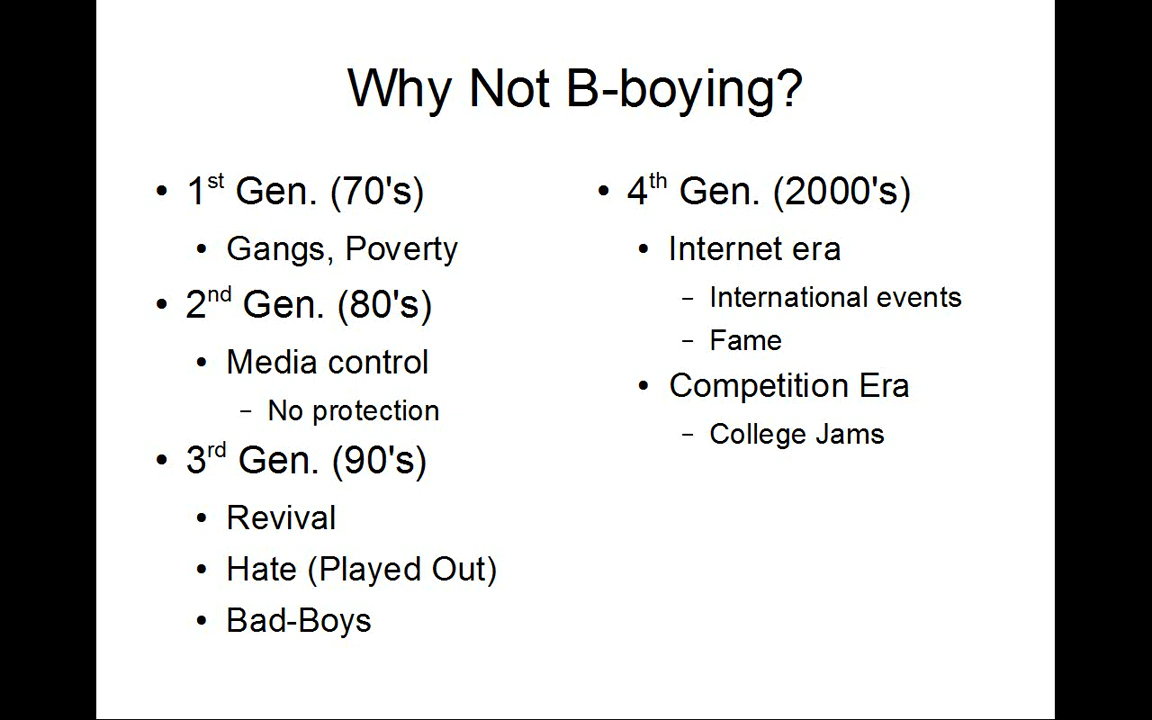 Why Not B-boying?
• 1st Gen. (70's)
• Gangs, Poverty
• 2nd Gen. (80's)
• Media control
– No protection
• 3rd Gen. (90's)
• Revival
• Hate (Played Out)
• Bad-Boys
• 4th Gen. (2000's)
• Internet era
– International events
– Fame
• Competition Era
– College Jams